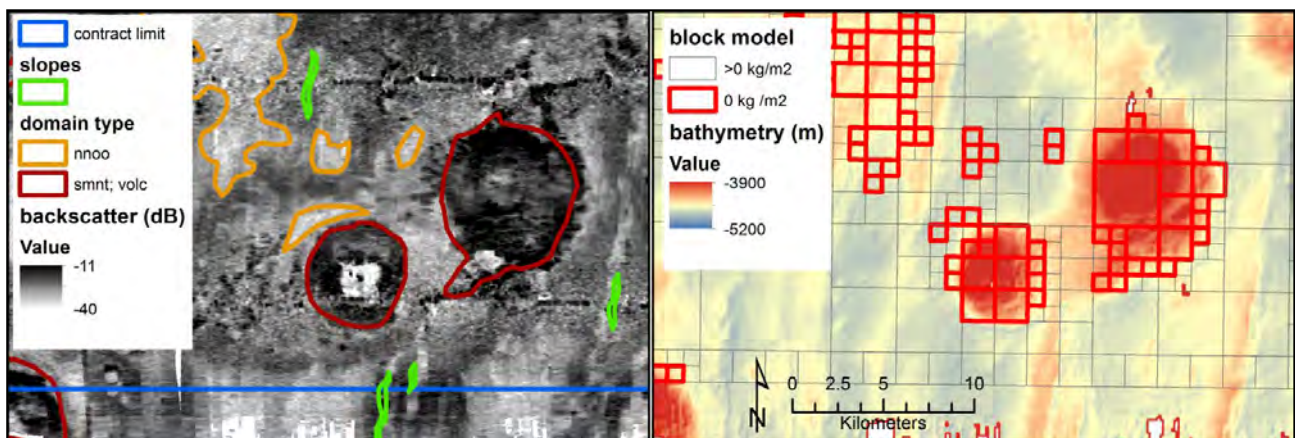 contract limit
slopes
domain type
nnoo
smnt; volc
backscatter (dB)
Value
-11
-40
block model
>0 kg/m2
0 kg /m2
bathymetry (m)
Value
-3900
-5200
N
0 2.5 5 10
Kilometers